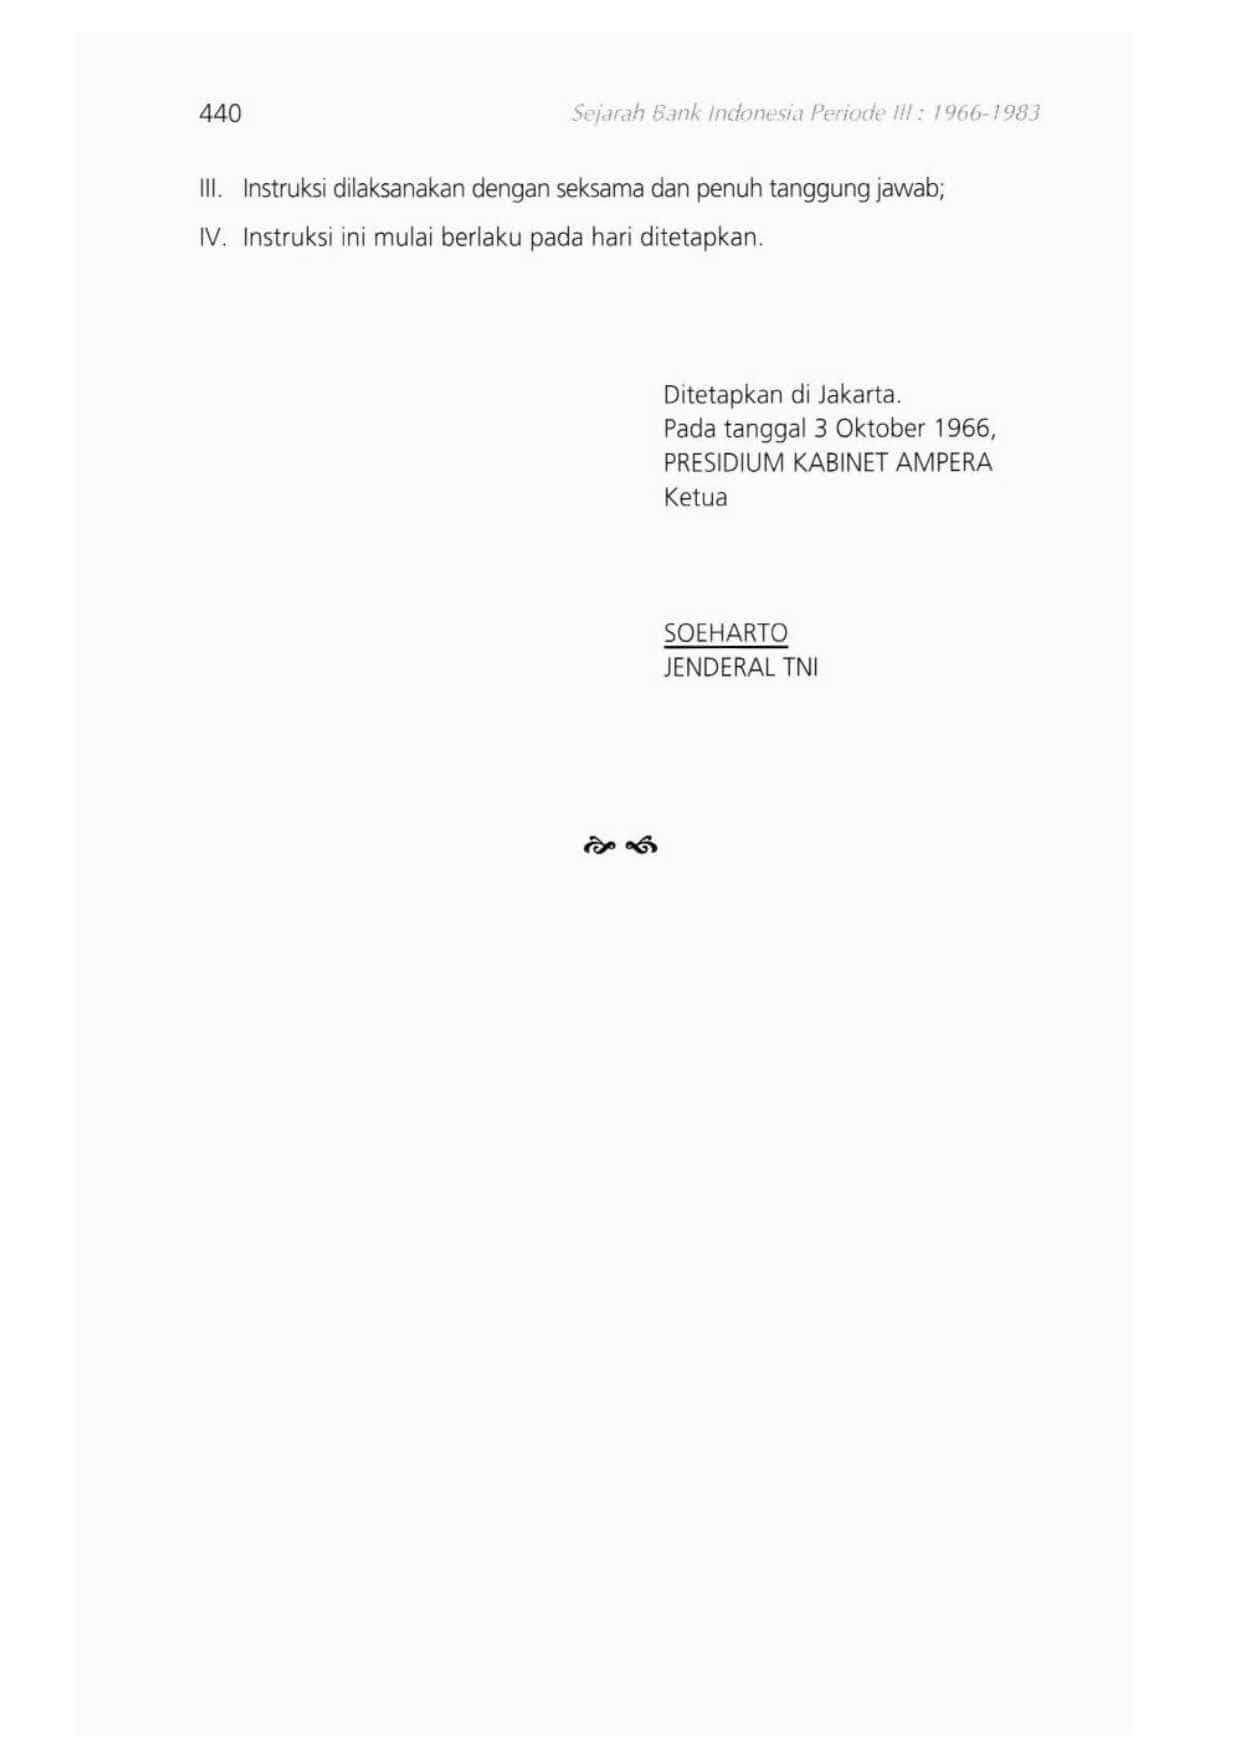 440 Sejarah Bank Indonesia Periode III : 1966-1983
III. Instruksi dilaksanakan dengan seksama dan penuh tanggung jawab;
IV. Instruksi ini mulai berlaku pada hari ditetapkan.
Ditetapkan di Jakarta.
Pada tanggal 3 Oktober 1966,
PRESIDIUM KABINET AMPERA
Ketua
SOEHARTO
JENDERAL TNI